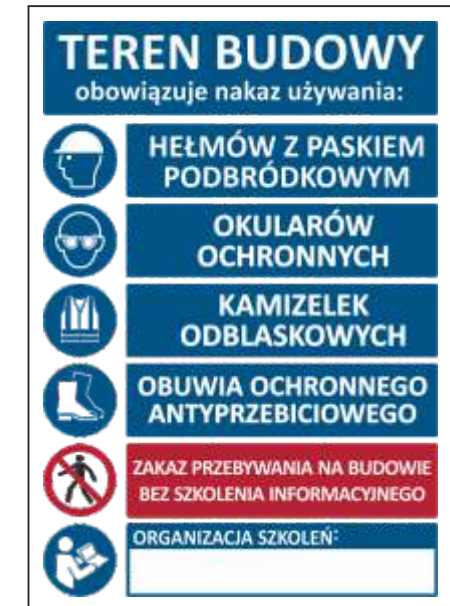 TEREN BUDOWY
obowiązuje nakaz używania:
HEŁMÓW Z PASKIEM
PODBRÓDKOWYM
OKULARÓW
OCHRONNYCH
KAMIZELEK
ODBLASKOWYCH
OBUWIA OCHRONNEGO
ANTYPRZEBICIOWEGO
ZAKAZ PRZEBYWANIA NA BUDOWIE
BEZ SZKOLENIA INFORMACYJNEGO
ORGANIZACJA SZKOLEŃ: